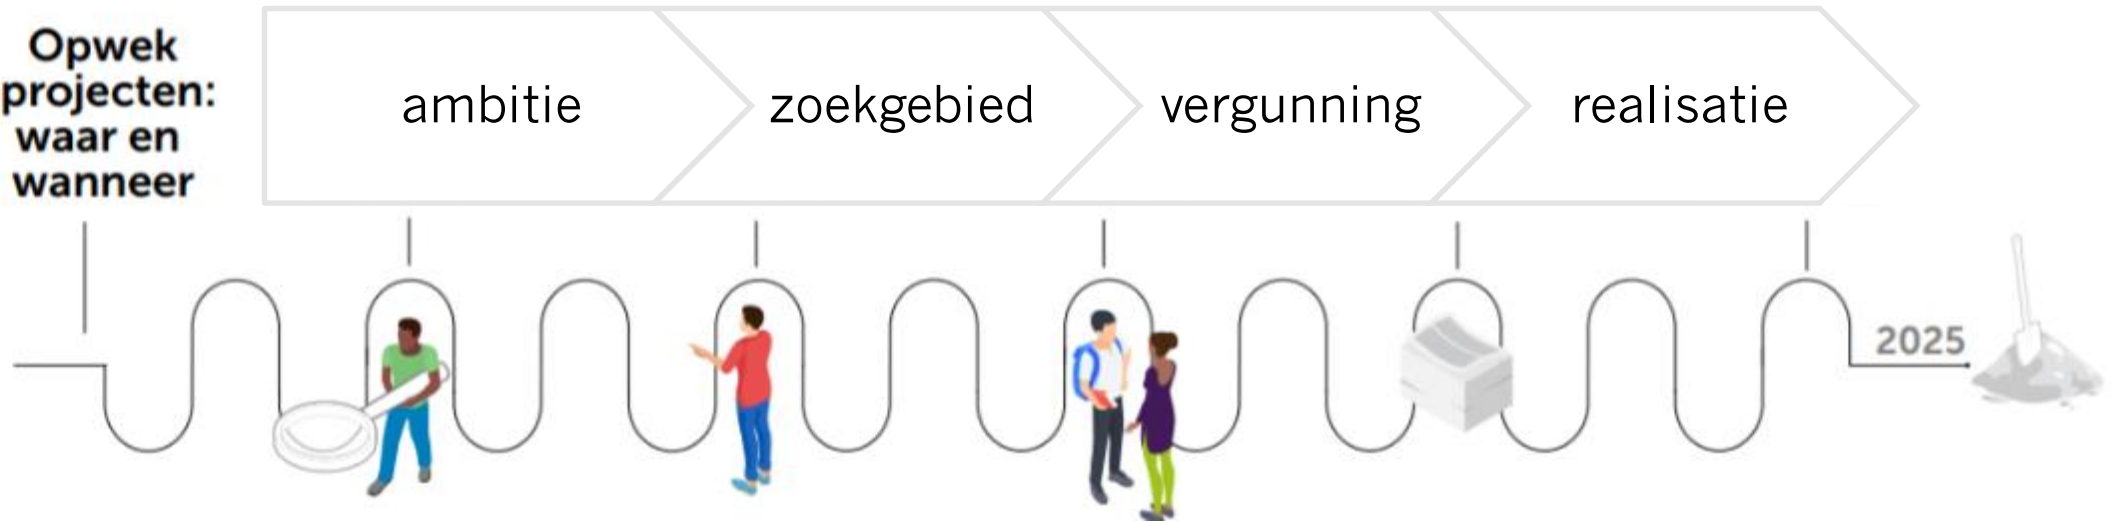 Opwek
projecten:
waar en
wanneer
ambitie
zoekgebied
vergunning
realisatie
2025